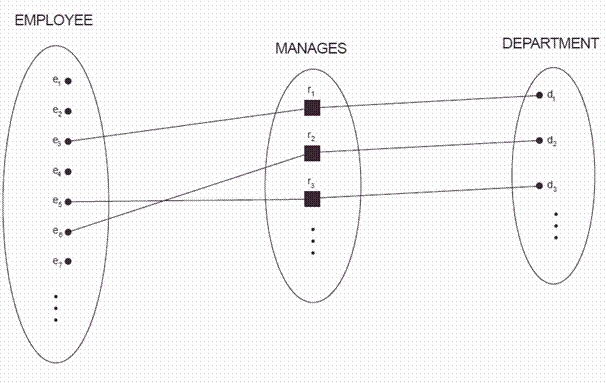 EMPLOYEE
MANAGES
DEPARTMENT
e1
e2
e3
e4
e5
e6
e7
r1
r2
r3
d1
d2
d3